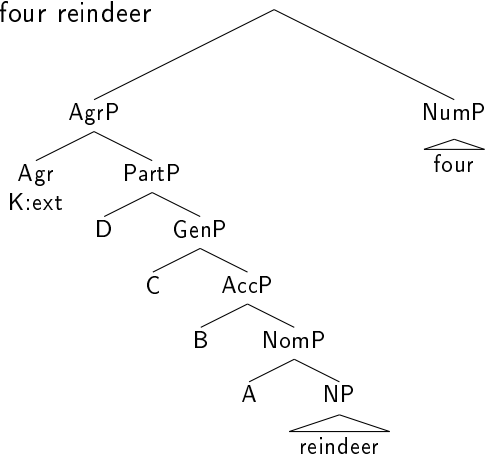 four reindeer
AgrP NumP
four
Agr PartP
K:ext
D GenP
C AccP
B NomP
A NP
reindeer